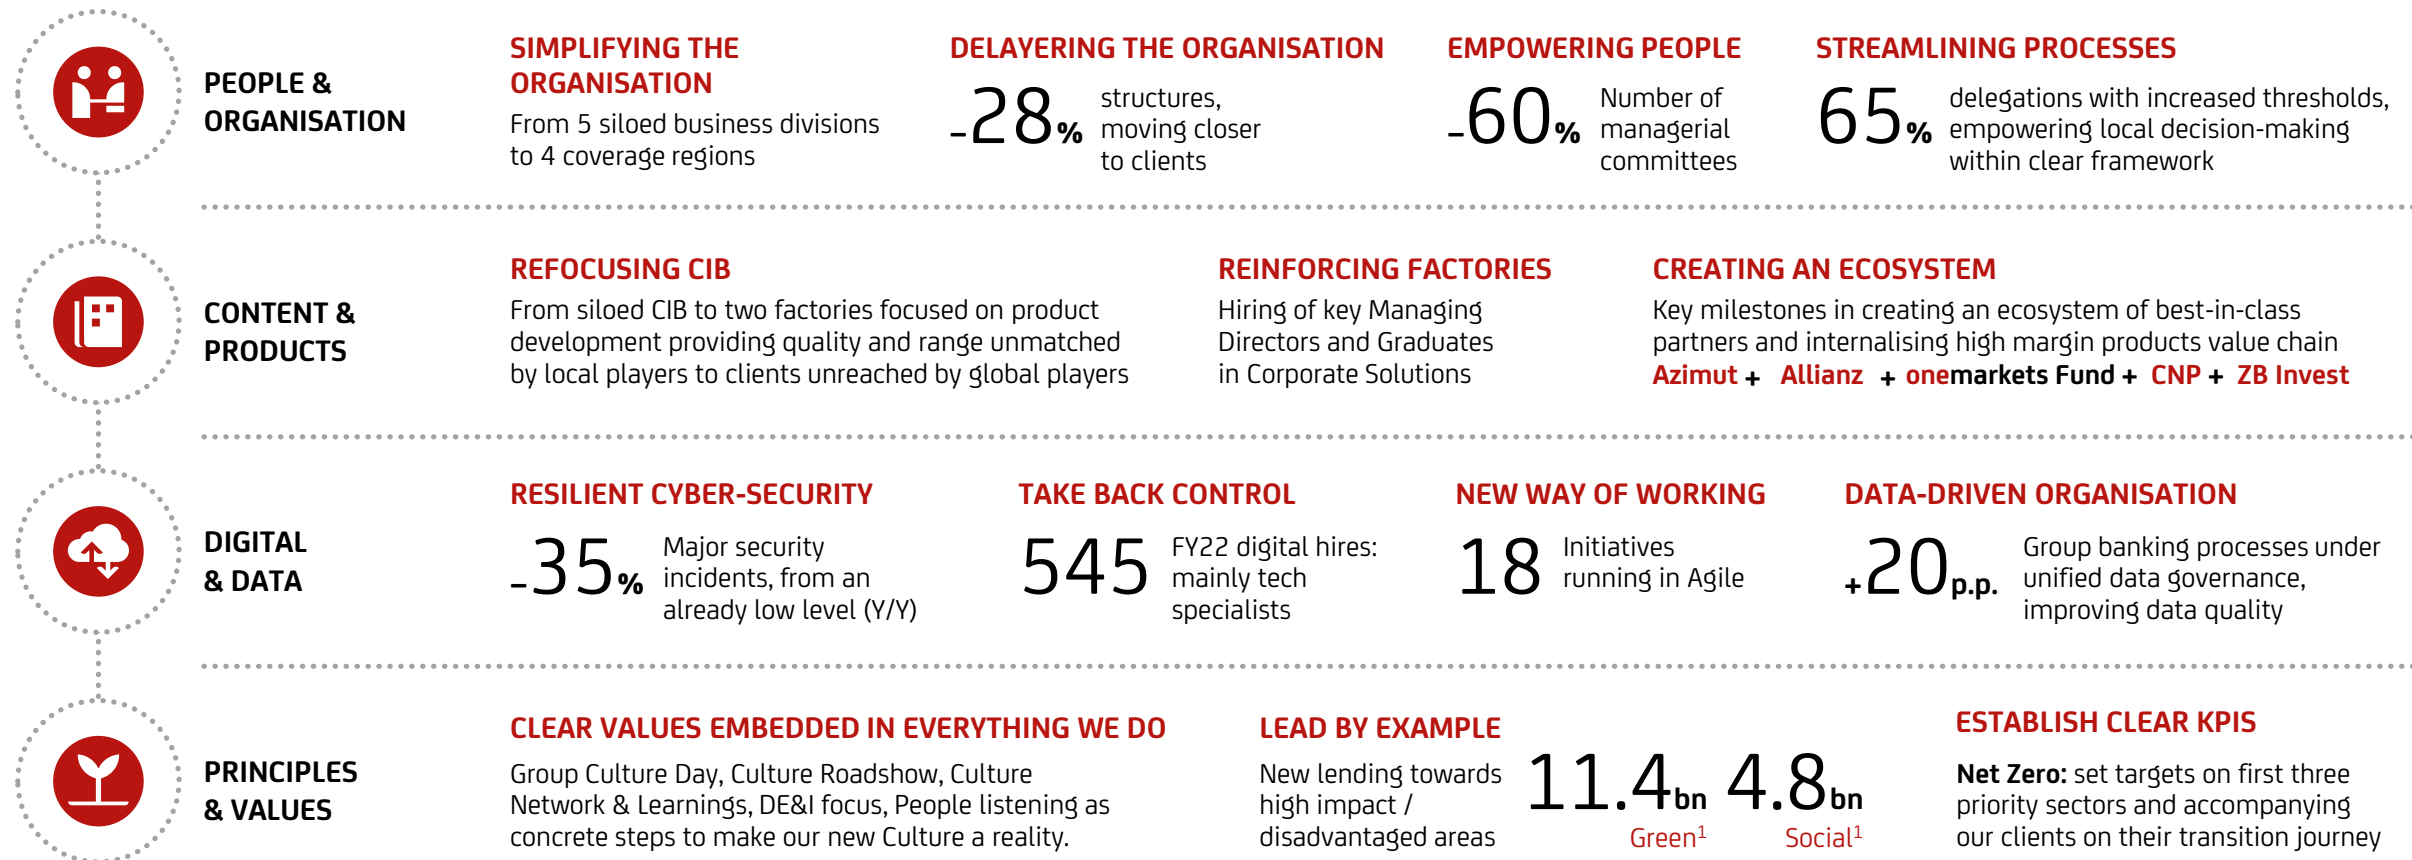 PEOPLE &
ORGANISATION
SIMPLIFYING THE
ORGANISATION
From 5 siloed business divisions
to 4 coverage regions
DELAYERING THE ORGANISATION
-28%
structures,
moving closer
to clients
EMPOWERING PEOPLE
-60%
Number of
managerial
committees
STREAMLINING PROCESSES
65%
delegations with increased thresholds,
empowering local decision-making
within clear framework
CONTENT &
PRODUCTS
REFOCUSING CIB
From siloed CIB to two factories focused on product
development providing quality and range unmatched
by local players to clients unreached by global players
REINFORCING FACTORIES
Hiring of key Managing
Directors and Graduates
in Corporate Solutions
CREATING AN ECOSYSTEM
Key milestones in creating an ecosystem of best-in-class
partners and internalising high margin products value chain
Azimut + Allianz + onemarkets Fund + CNP + ZB Invest
DIGITAL
& DATA
RESILIENT CYBER-SECURITY
-35%
Major security
incidents, from an
already low level (Y/Y)
TAKE BACK CONTROL
545
FY22 digital hires:
mainly tech
specialists
NEW WAY OF WORKING
18
Initiatives
running in Agile
DATA-DRIVEN ORGANISATION
+20p.p.
Group banking processes under
unified data governance,
improving data quality
PRINCIPLES
& VALUES
CLEAR VALUES EMBEDDED IN EVERYTHING WE DO
Group Culture Day, Culture Roadshow, Culture
Network & Learnings, DE&I focus, People listening as
concrete steps to make our new Culture a reality.
LEAD BY EXAMPLE
New lending towards
high impact /
disadvantaged areas
11.4bn 4.8bn
Green¹ Social¹
ESTABLISH CLEAR KPIS
Net Zero: set targets on first three
priority sectors and accompanying
our clients on their transition journey